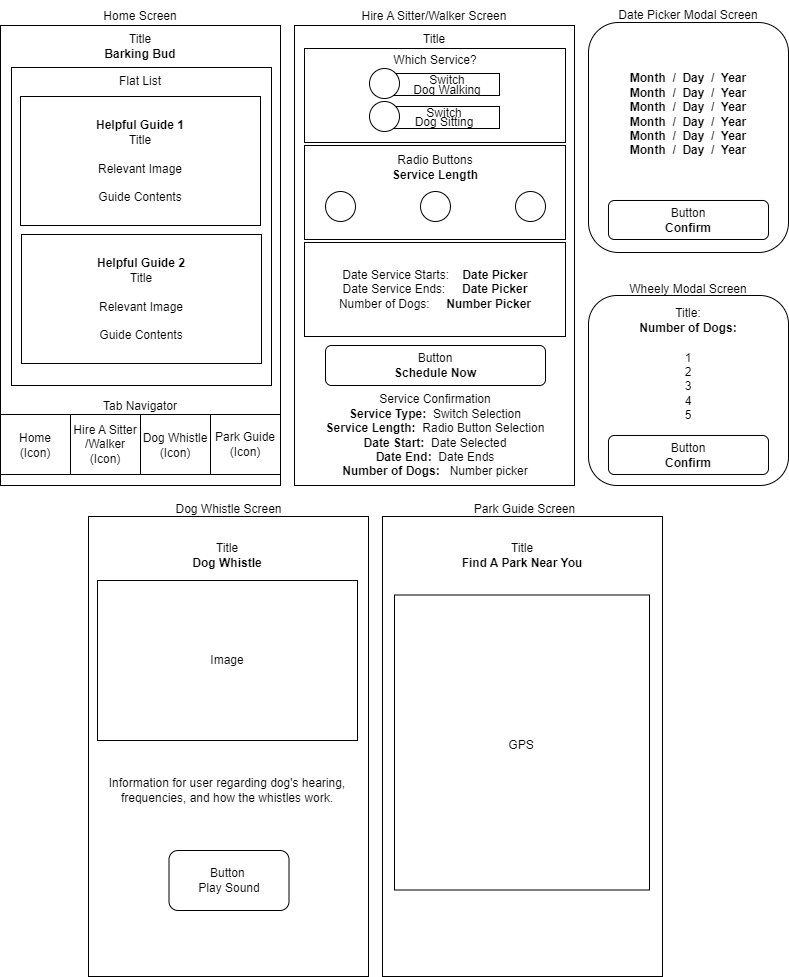 Home Screen
Title
Barking Bud
Flat List
Helpful Guide 1
Title
Relevant Image
Guide Contents
Helpful Guide 2
Title
Relevant Image
Guide Contents
Tab Navigator
Home
(Icon)
Hire A Sitter
/Walker
(Icon)
Dog Whistle
(Icon)
Park Guide
(Icon)
Hire A Sitter/Walker Screen
Title
Which Service?
Switch
Dog Walking
Switch
Dog Sitting
Radio Buttons
Service Length
Date Service Starts: Date Picker
Date Service Ends: Date Picker
Number of Dogs: Number Picker
Button
Schedule Now
Service Confirmation
Service Type: Switch Selection
Service Length: Radio Button Selection
Date Start: Date Selected
Date End: Date Ends
Number of Dogs: Number picker
Date Picker Modal Screen
Month / Day / Year
Month / Day / Year
Month / Day / Year
Month / Day / Year
Month / Day / Year
Month / Day / Year
Button
Confirm
Wheely Modal Screen
Title:
Number of Dogs:
1
2
3
4
5
Button
Confirm
Dog Whistle Screen
Title
Dog Whistle
Image
Information for user regarding dog's hearing,
frequencies, and how the whistles work.
Button
Play Sound
Park Guide Screen
Title
Find A Park Near You
GPS